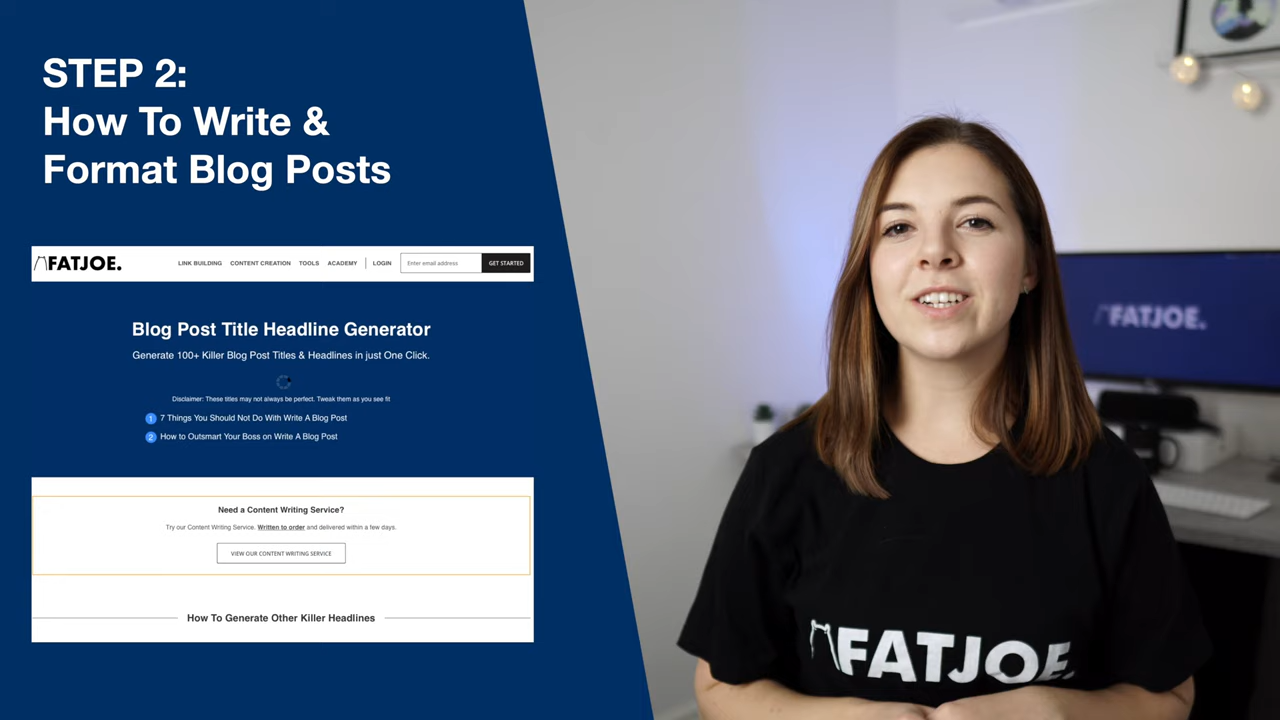 STEP 2:
How To Write &
Format Blog Posts
FATJOE.
LINK BUILDING CONTENT CREATION TOOLS ACADEMY LOGIN Enter email address GET STARTED
Blog Post Title Headline Generator
Generate 100+ Killer Blog Post Titles & Headlines in just One Click.
Disclaimer: These titles may not always be perfect. Tweak them as you see fit
1 7 Things You Should Not Do With Write A Blog Post
2 How to Outsmart Your Boss on Write A Blog Post
Need a Content Writing Service?
Try our Content Writing Service. Written to order and delivered within a few days.
VIEW OUR CONTENT WRITING SERVICE
How To Generate Other Killer Headlines
FATJOE.
FATJOE.